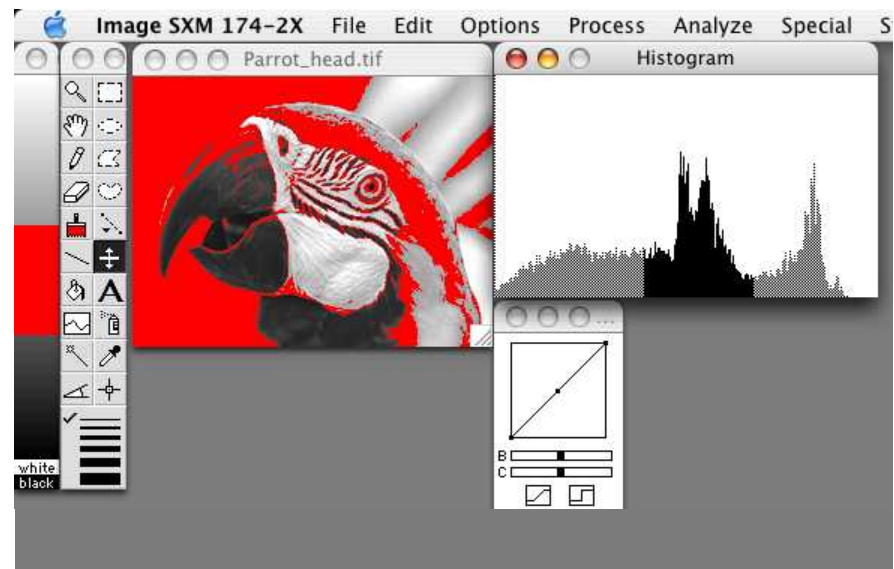 Image SXM 174-2X File Edit Options Process Analyze Special S
Parrot_head.tif
Histogram
A
...
B
C
white
black